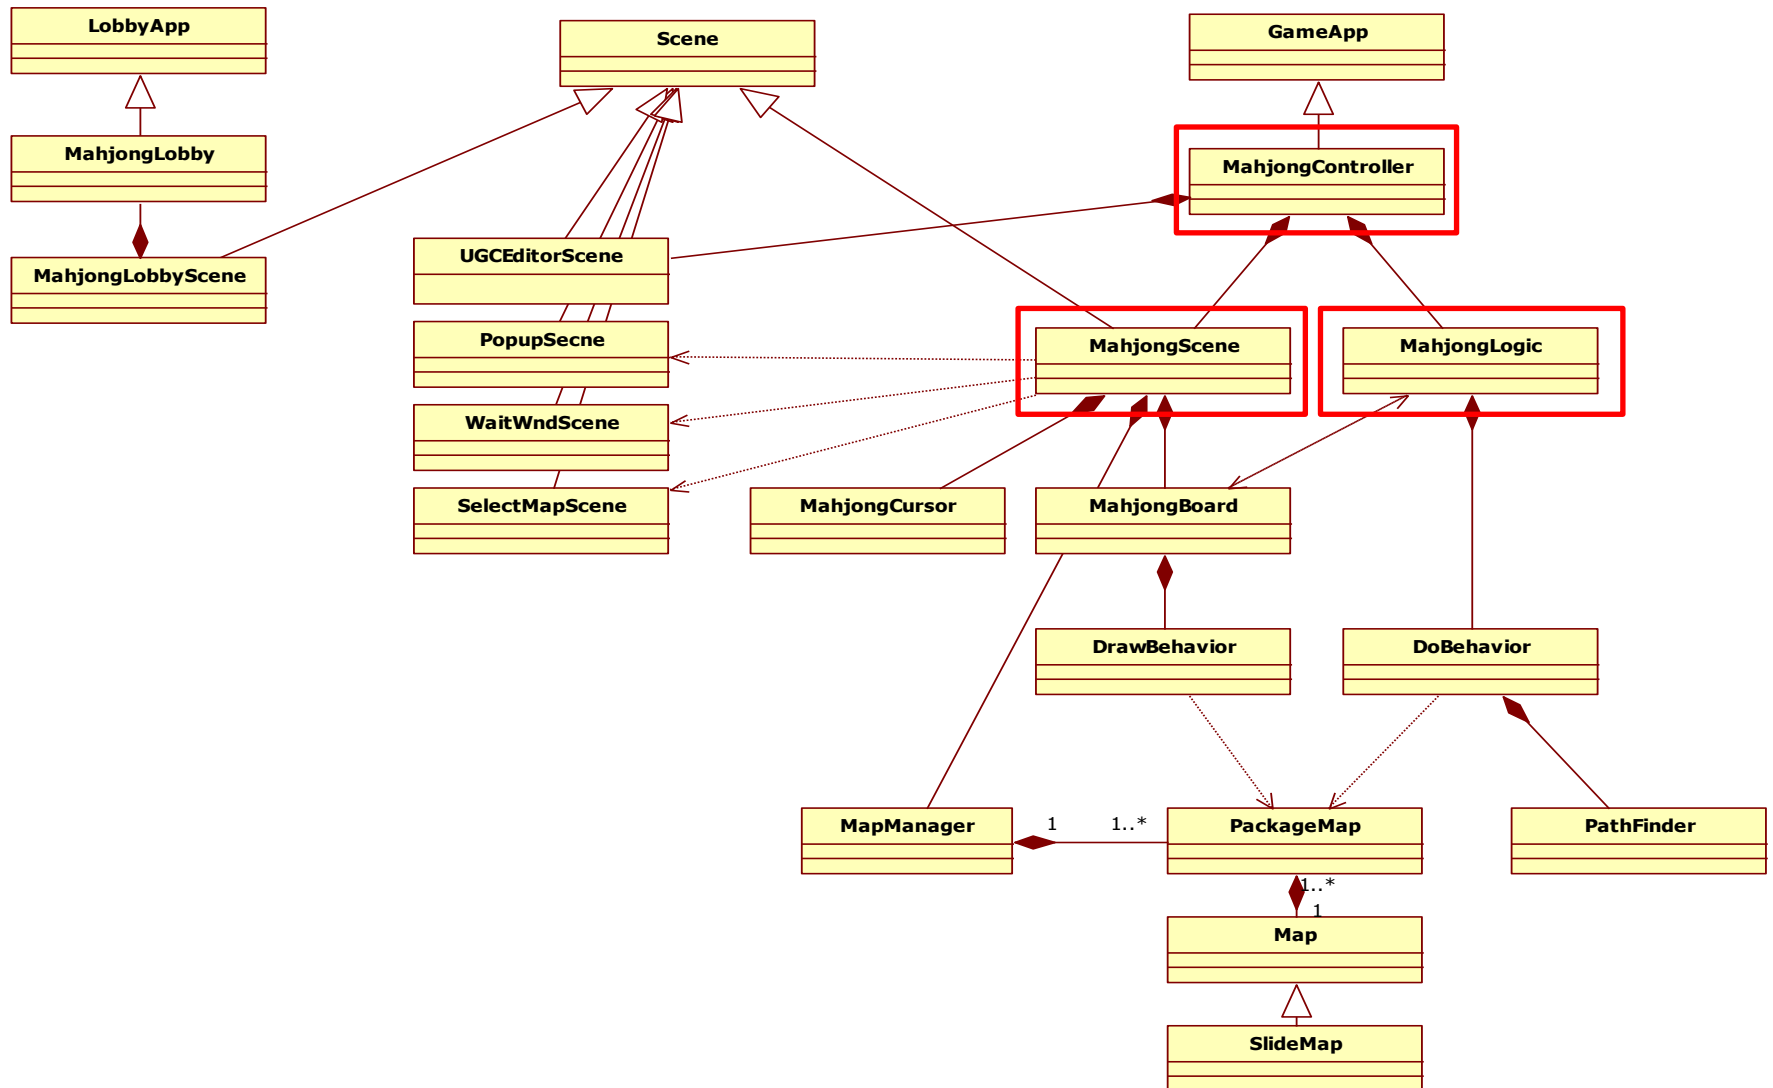 LobbyApp
Scene
GameApp
MahjongLobby
MahjongController
UGCEditorScene
MahjongLobbyScene
PopupSecne
MahjongScene
MahjongLogic
WaitWndScene
SelectMapScene
MahjongCursor
MahjongBoard
DrawBehavior
DoBehavior
MapManager
1
1..*
PackageMap
PathFinder
1..*
1
Map
SlideMap